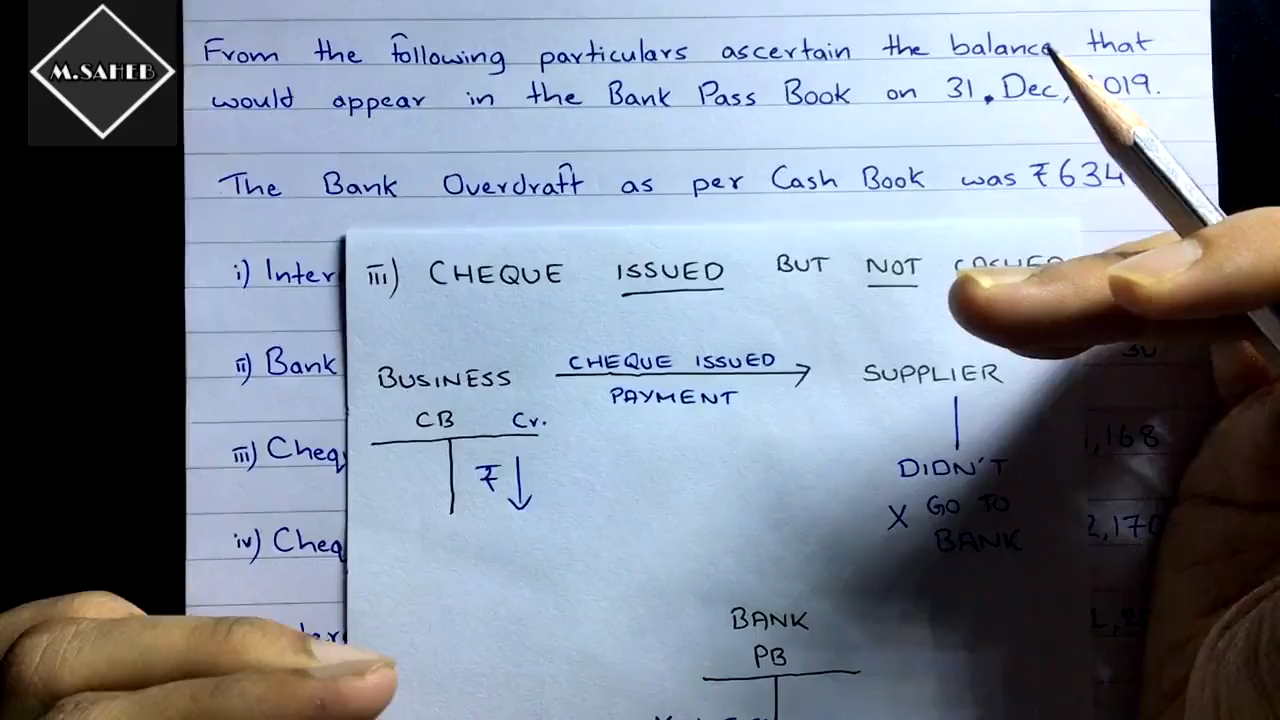 M.SAHEB
From the following particulars ascertain the balance that
would appear in the Bank Pass Book on 31.Dec, 019.
The Bank Overdraft as per Cash Book was ₹634
i) Inter
ii) Bank
iii) Cheq
1,168
iv) Cheq
2,170
III) CHEQUE ISSUED BUT NOT CASHED
BUSINESS CHEQUE ISSUED SUPPLIER
PAYMENT
CB Cr.
₹
DIDN'T
X GO TO
BANK
BANK
PB